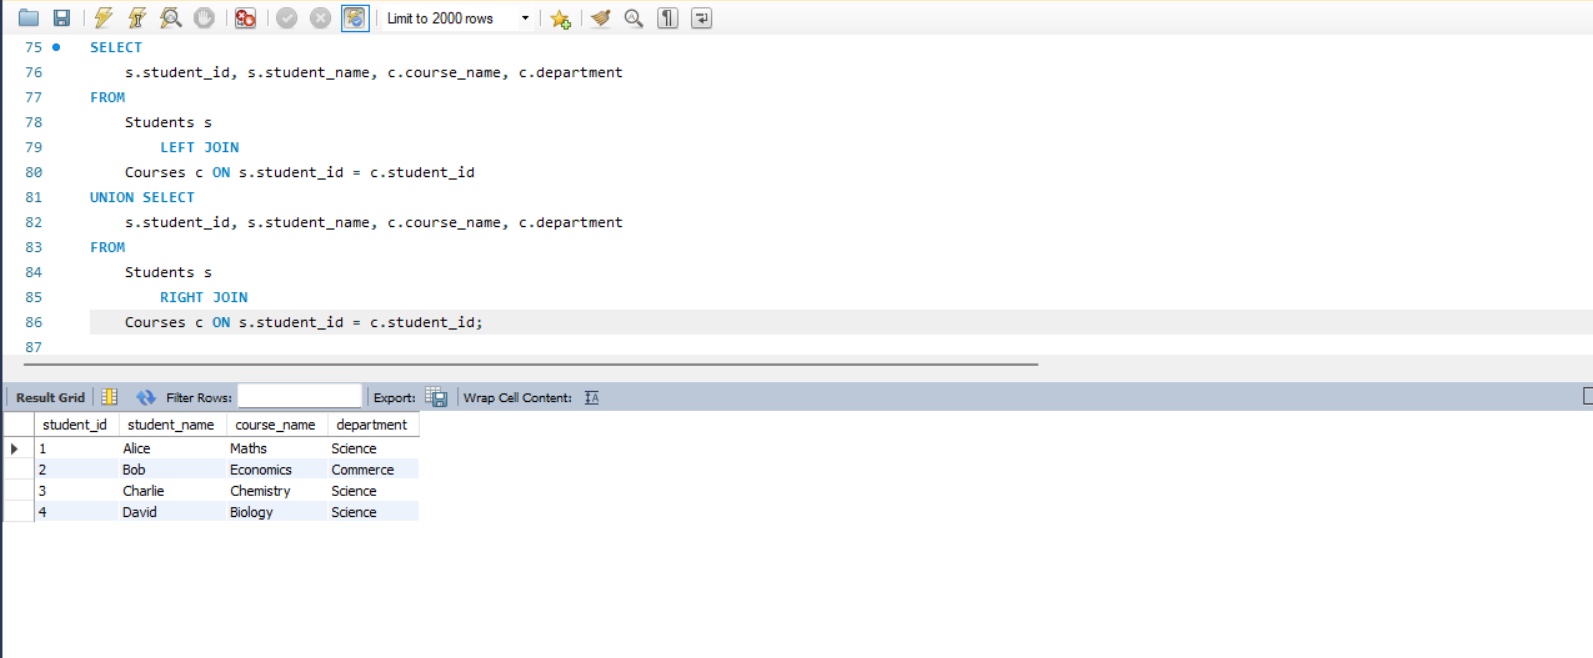 Limit to 2000 rows
75 SELECT
76 s.student_id, s.student_name, c.course_name, c.department
77 FROM
78 Students s
79 LEFT JOIN
80 Courses c ON s.student_id = c.student_id
81 UNION SELECT
82 s.student_id, s.student_name, c.course_name, c.department
83 FROM
84 Students s
85 RIGHT JOIN
86 Courses c ON s.student_id = c.student_id;
87
Result Grid Filter Rows: Export: Wrap Cell Content:
student_id student_name course_name department
1 Alice Maths Science
2 Bob Economics Commerce
3 Charlie Chemistry Science
4 David Biology Science